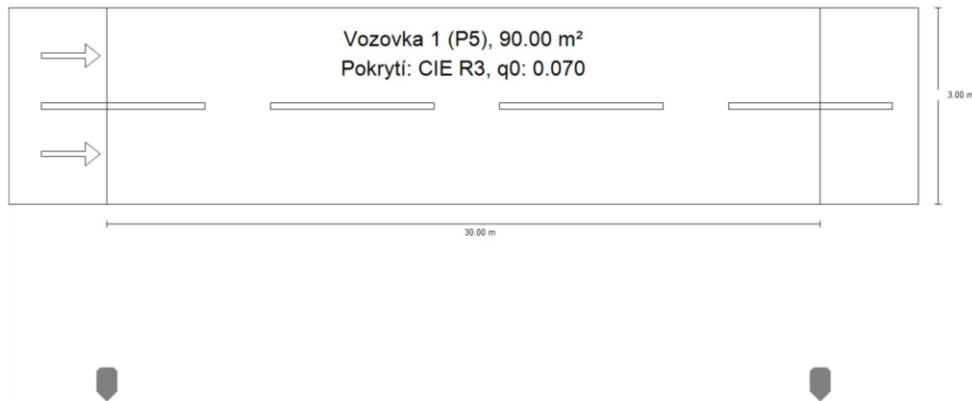 Vozovka 1 (P5), 90.00 m²
Pokrytí: CIE R3, q0: 0.070
3.00 m
30.00 m